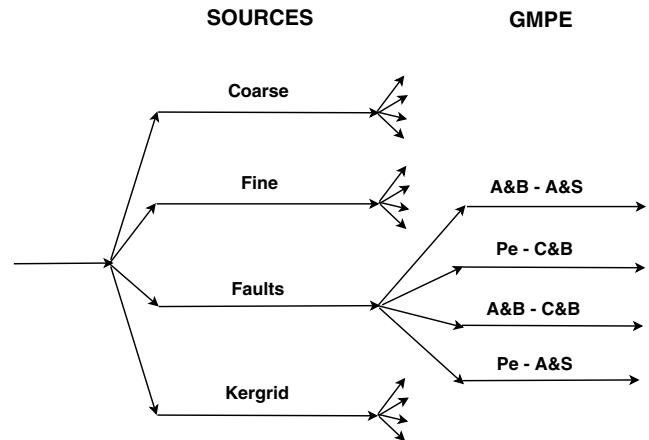 SOURCES
GMPE
Coarse
Fine
Faults
Kergrid
A&B - A&S
Pe - C&B
A&B - C&B
Pe - A&S